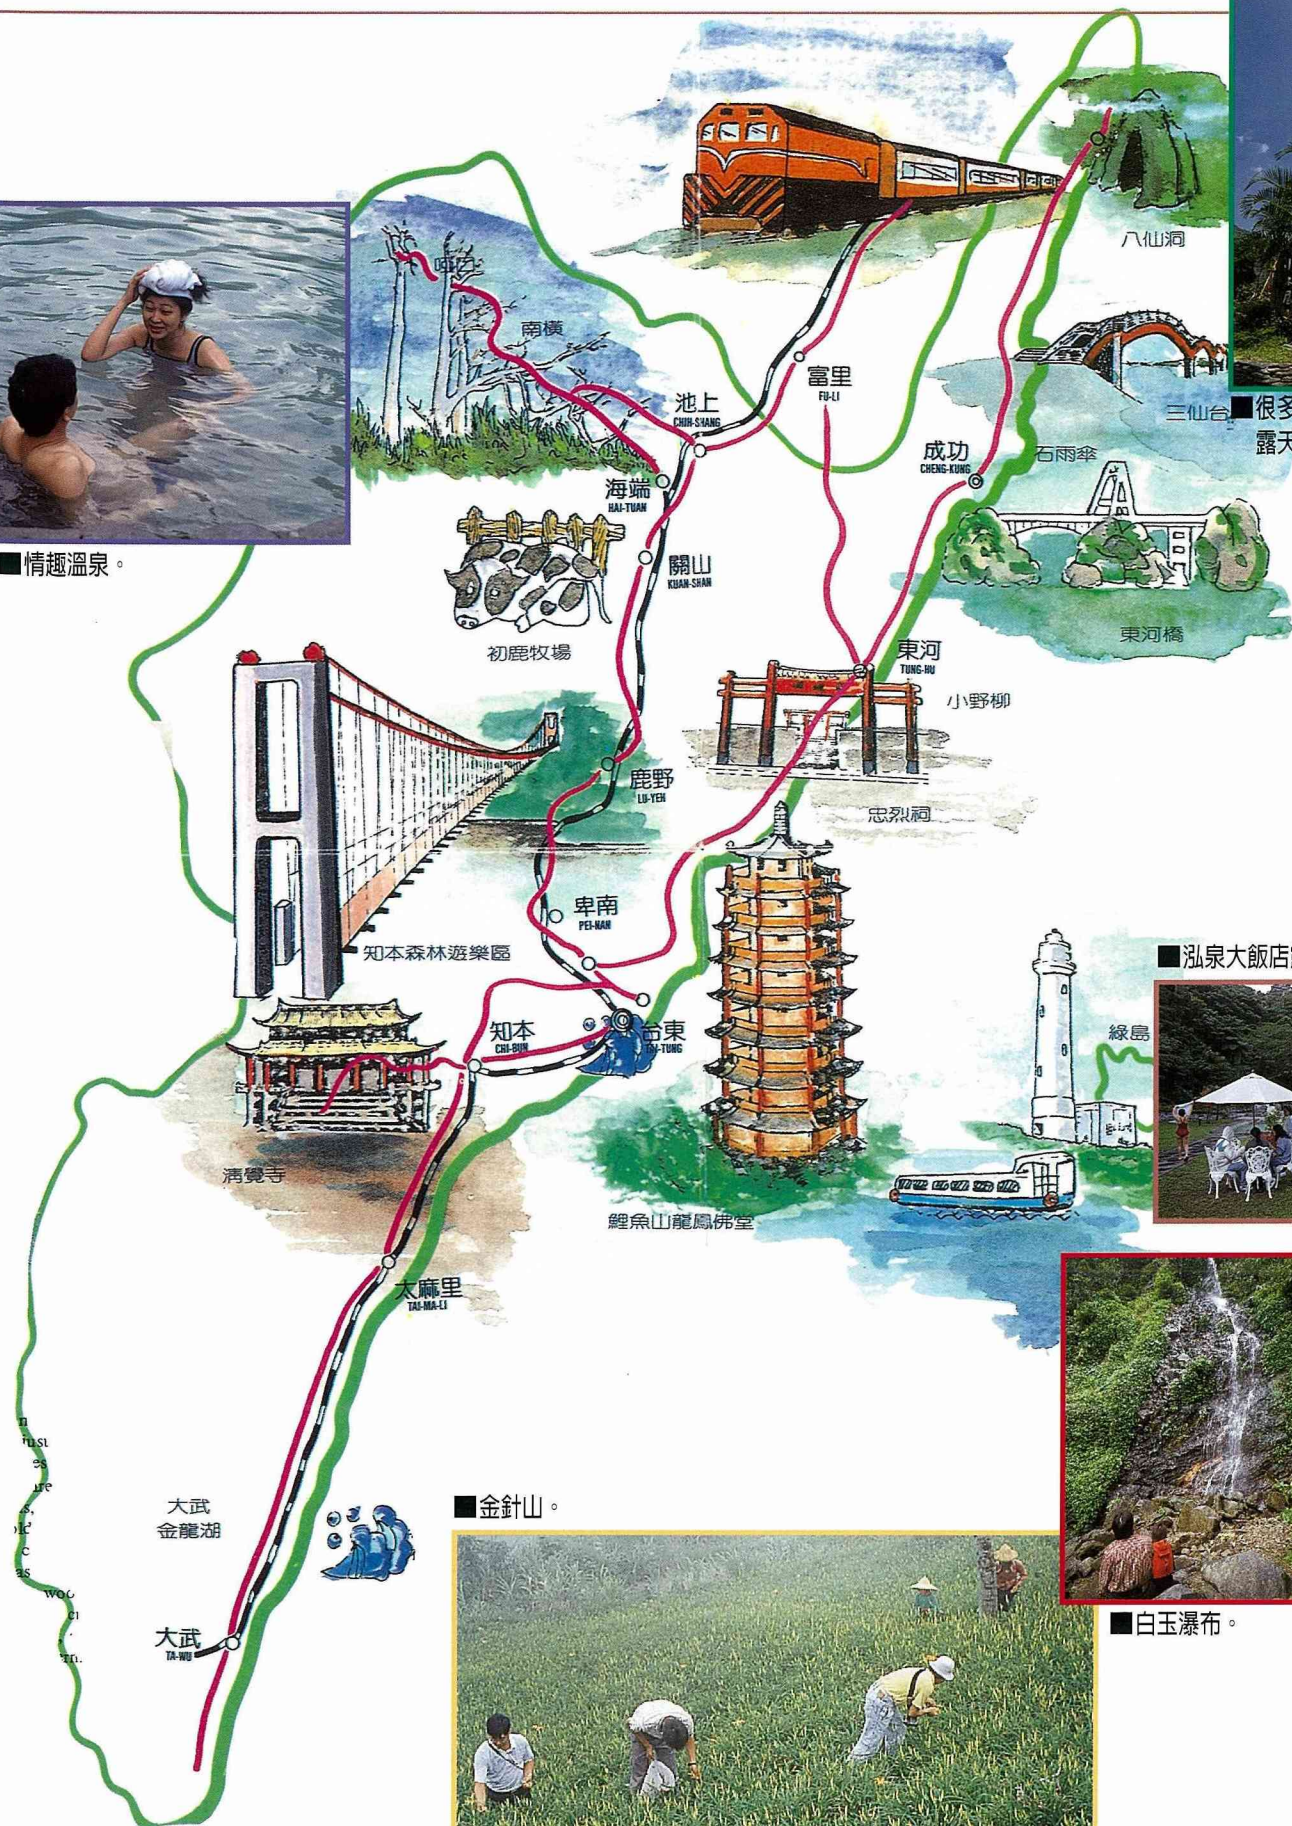 八仙洞
啞口
南橫
富里
FU-LI
池上
CHIH-SHANG
三仙台
■很多
露天
成功
CHENG-KUNG
石雨傘
海端
HAI-TUAN
■情趣溫泉。
關山
KUAN-SHAN
初鹿牧場
東河橋
東河
TUNG-HU
小野柳
鹿野
LU-YEH
忠烈祠
卑南
PEI-NAN
知本森林遊樂區
■泓泉大飯店
綠島
知本
CHI-BUN
台東
TAI-TUNG
清覺寺
鯉魚山龍鳳佛堂
太麻里
TAI-MA-LI
大武
金龍湖
■金針山。
大武
TA-WU
■白玉瀑布。